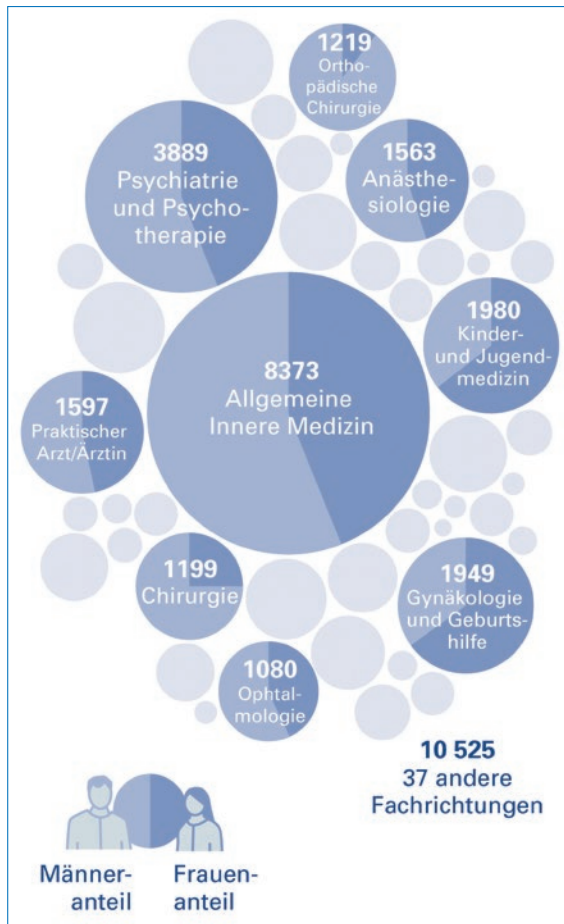 1219
Ortho-
pädische
Chirurgie
3889
Psychiatrie
und Psycho-
therapie
1563
Anästhe-
siologie
1980
Kinder-
und Jugend-
medizin
8373
Allgemeine
Innere Medizin
1597
Praktischer
Arzt/Ärztin
1199
Chirurgie
1949
Gynäkologie
und Geburts-
hilfe
1080
Ophtal-
mologie
10 525
37 andere
Fachrichtungen
Männer-
anteil
Frauen-
anteil